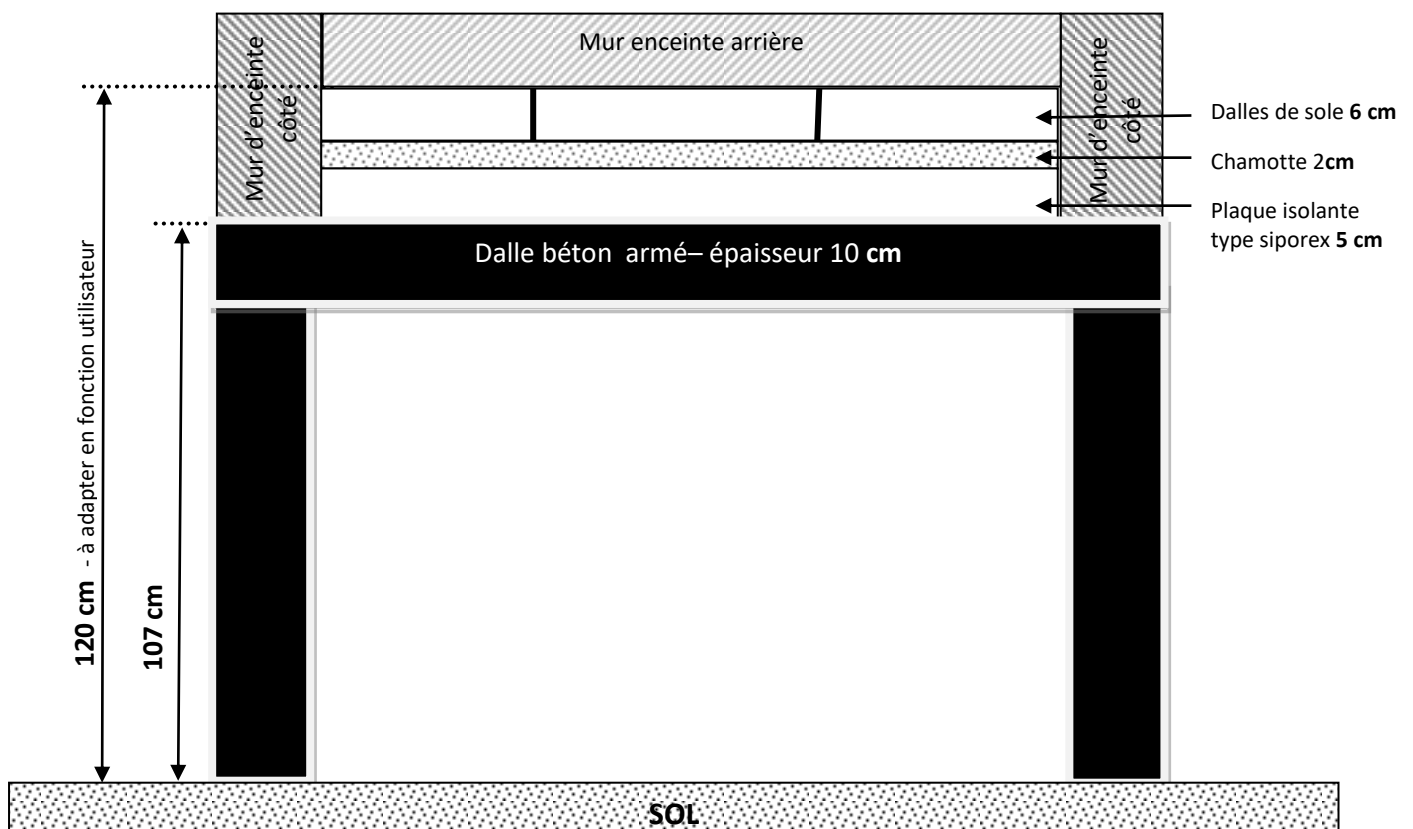 Mur enceinte arrière
Mur d'enceinte
côté
Mur d'enceinte
côté
Dalles de sole 6 cm
Chamotte 2cm
Plaque isolante
type siporex 5 cm
Dalle béton  armé– épaisseur 10 cm
120 cm - à adapter en fonction utilisateur
107 cm
SOL